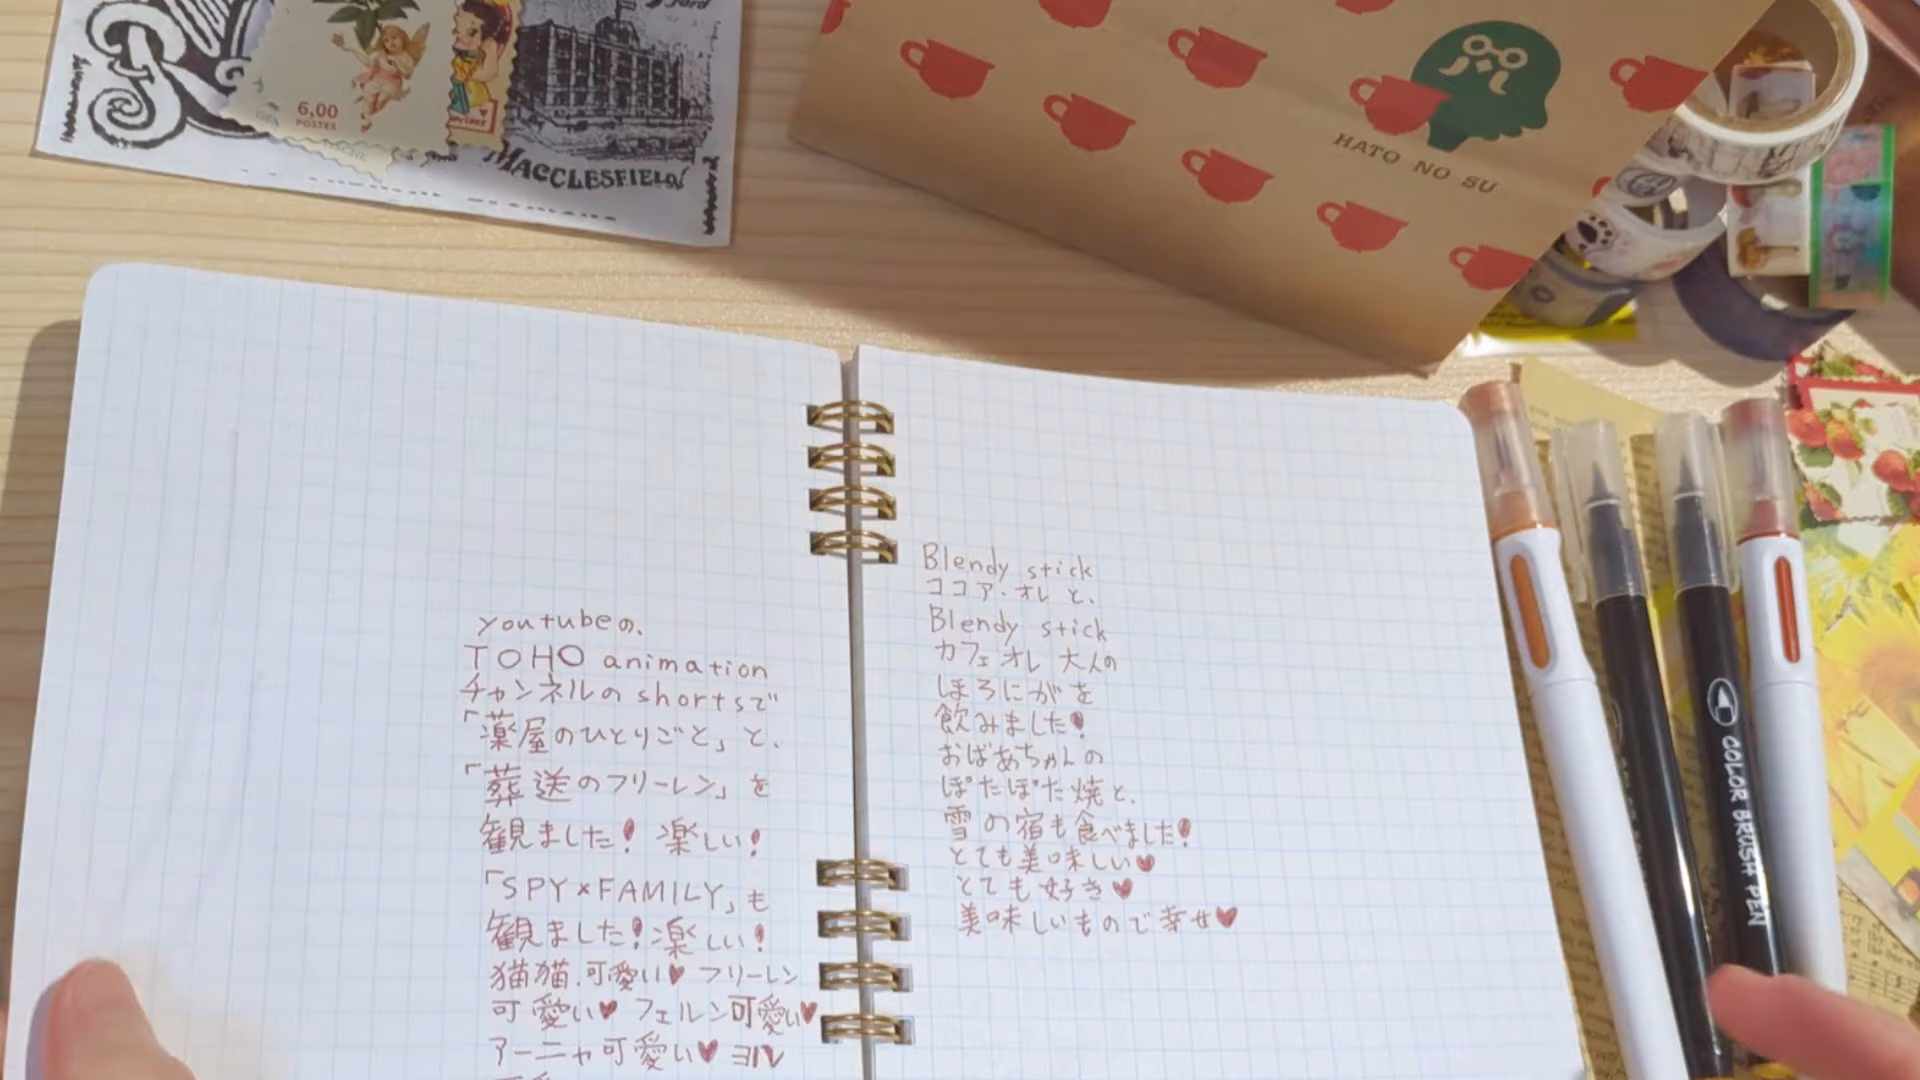 6,00
POSTES
MACCLESFIELD
HATO NO SU
youtubeの、
TOHO animation
チャンネルのshortsで
「薬屋のひとりごと」と、
「葬送のフリーレン」を
観ました!楽しい!
「SPY×FAMILY」も
観ました!楽しい!
猫猫、可愛い♥ フリーレン
可愛い♥ フェルン可愛い♥
アーニャ可愛い♥ ヨル
Blendy stick
ココア・オレと、
Blendy stick
カフェオレ 大人の
ほろにがを
飲みました!
おばあちゃんの
ぽたぽた焼と、
雪の宿も食べました!
とても美味しい♥
とても好き♥
美味しいもので幸せ♥
COLOR BRUSH PEN